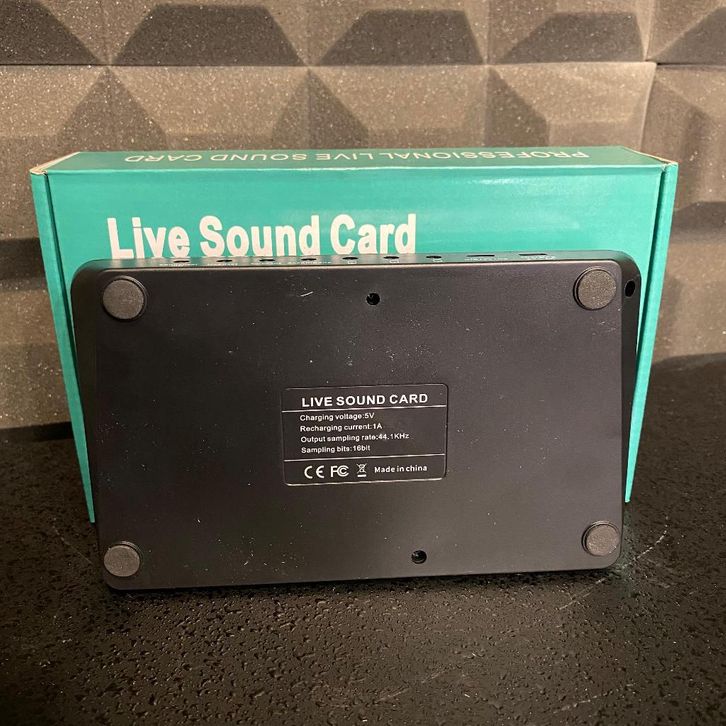 PROFESSIONAL LIVE SOUND CARD
Live Sound Card
LIVE SOUND CARD
Charging voltage:5V
Recharging current:1A
Output sampling rate:44.1KHz
Sampling bits:16bit
CE FC Made in china